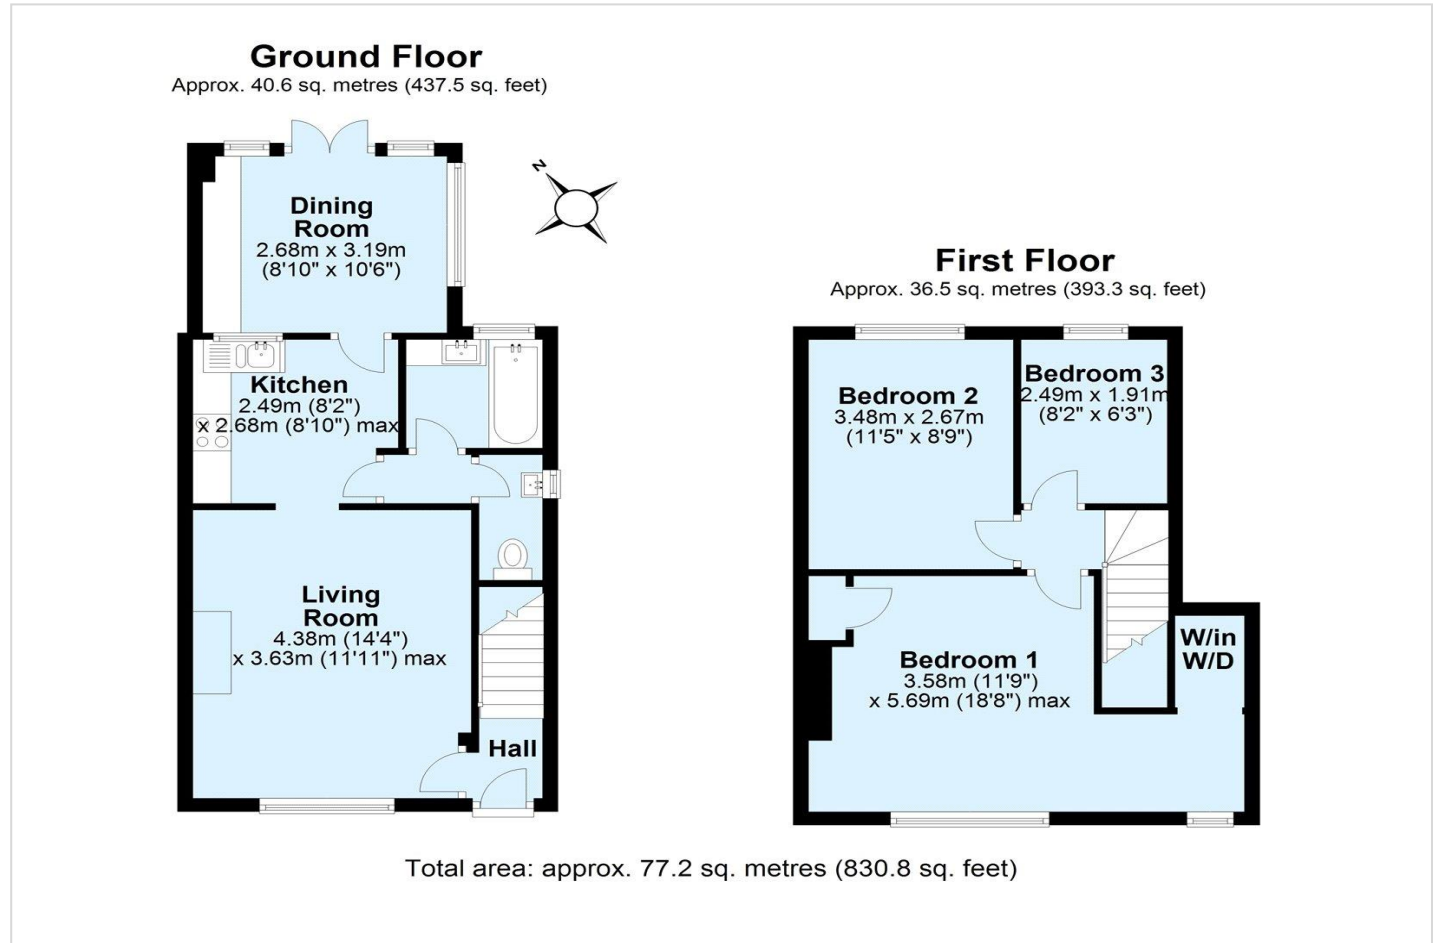 Ground Floor
Approx. 40.6 sq. metres (437.5 sq. feet)
N
Dining
Room
2.68m x 3.19m
(8'10" x 10'6")
Kitchen
2.49m (8'2")
x 2.68m (8'10") max
Living
Room
4.38m (14'4")
x 3.63m (11'11") max
Hall
First Floor
Approx. 36.5 sq. metres (393.3 sq. feet)
Bedroom 2
3.48m x 2.67m
(11'5" x 8'9")
Bedroom 3
2.49m x 1.91m
(8'2" x 6'3")
Bedroom 1
3.58m (11'9")
x 5.69m (18'8") max
W/in
W/D
Total area: approx. 77.2 sq. metres (830.8 sq. feet)